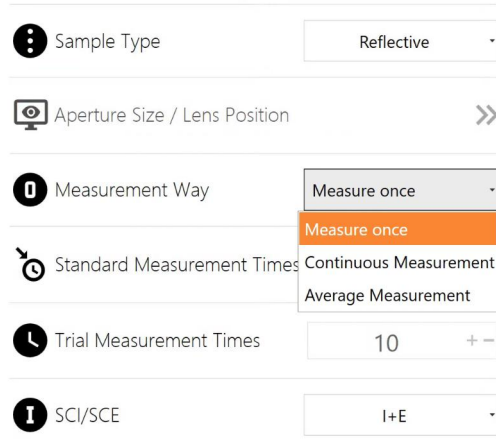 Sample Type
Reflective
Aperture Size / Lens Position
Measurement Way
Measure once
Measure once
Standard Measurement Times
Continuous Measurement
Average Measurement
Trial Measurement Times
10
+ −
SCI/SCE
I+E